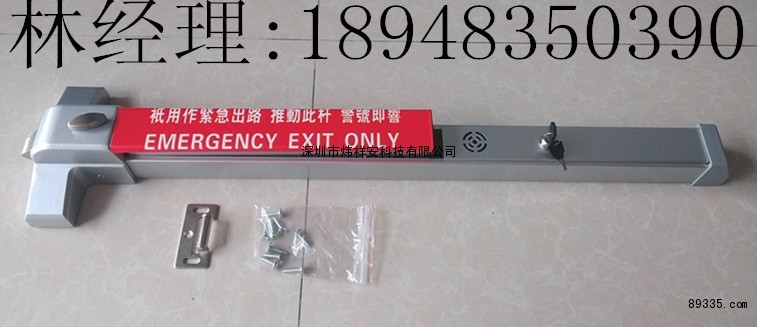 林经理:18948350390
祇用作緊急出路 推動此杆 警號即響
EMERGENCY EXIT ONLY
深圳市炜祥安科技有限公司
89335.com